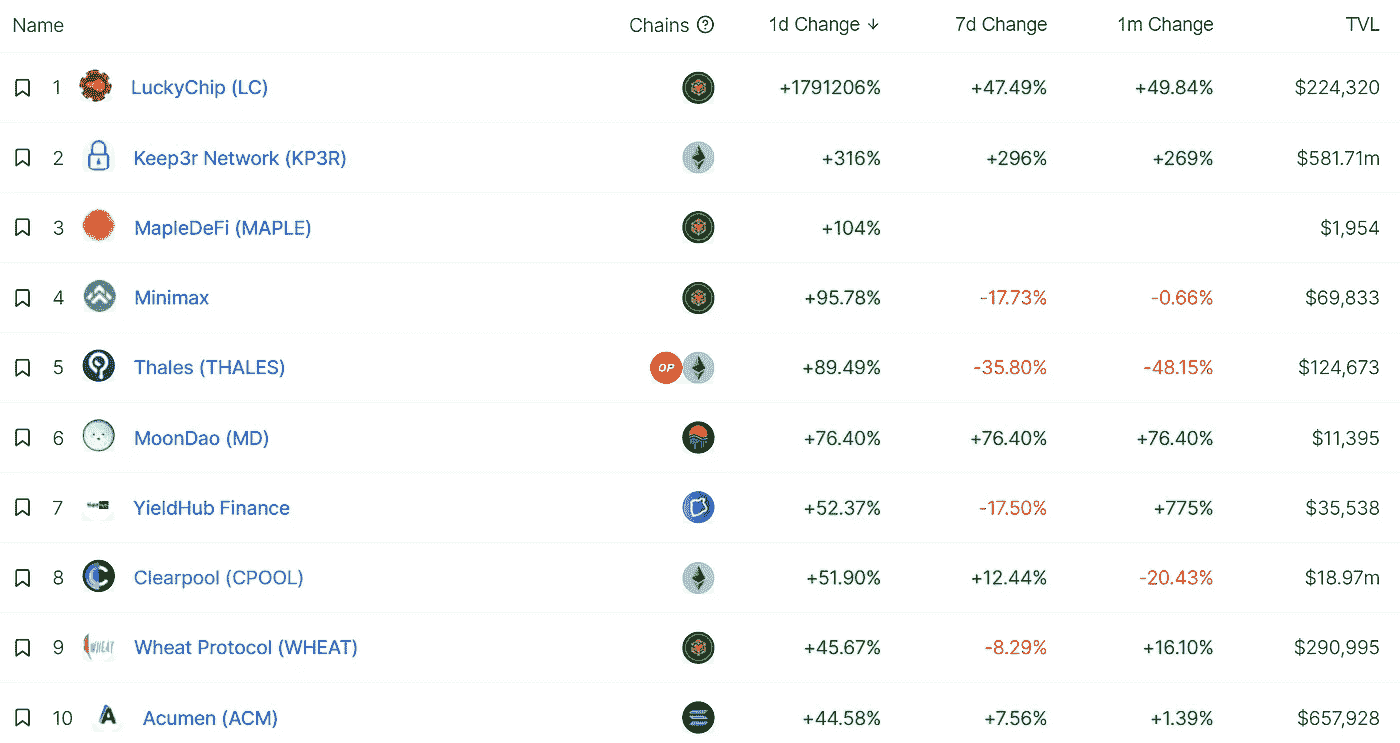 Name Chains ? 1d Change ↓ 7d Change 1m Change TVL
1 LuckyChip (LC) +1791206% +47.49% +49.84% $224,320
2 Keep3r Network (KP3R) +316% +296% +269% $581.71m
3 MapleDeFi (MAPLE) +104% $1,954
4 Minimax +95.78% -17.73% -0.66% $69,833
5 Thales (THALES) OP +89.49% -35.80% -48.15% $124,673
6 MoonDao (MD) +76.40% +76.40% +76.40% $11,395
7 YieldHub Finance +52.37% -17.50% +775% $35,538
8 Clearpool (CPOOL) +51.90% +12.44% -20.43% $18.97m
9 WHEAT Wheat Protocol (WHEAT) +45.67% -8.29% +16.10% $290,995
10 A Acumen (ACM) +44.58% +7.56% +1.39% $657,928